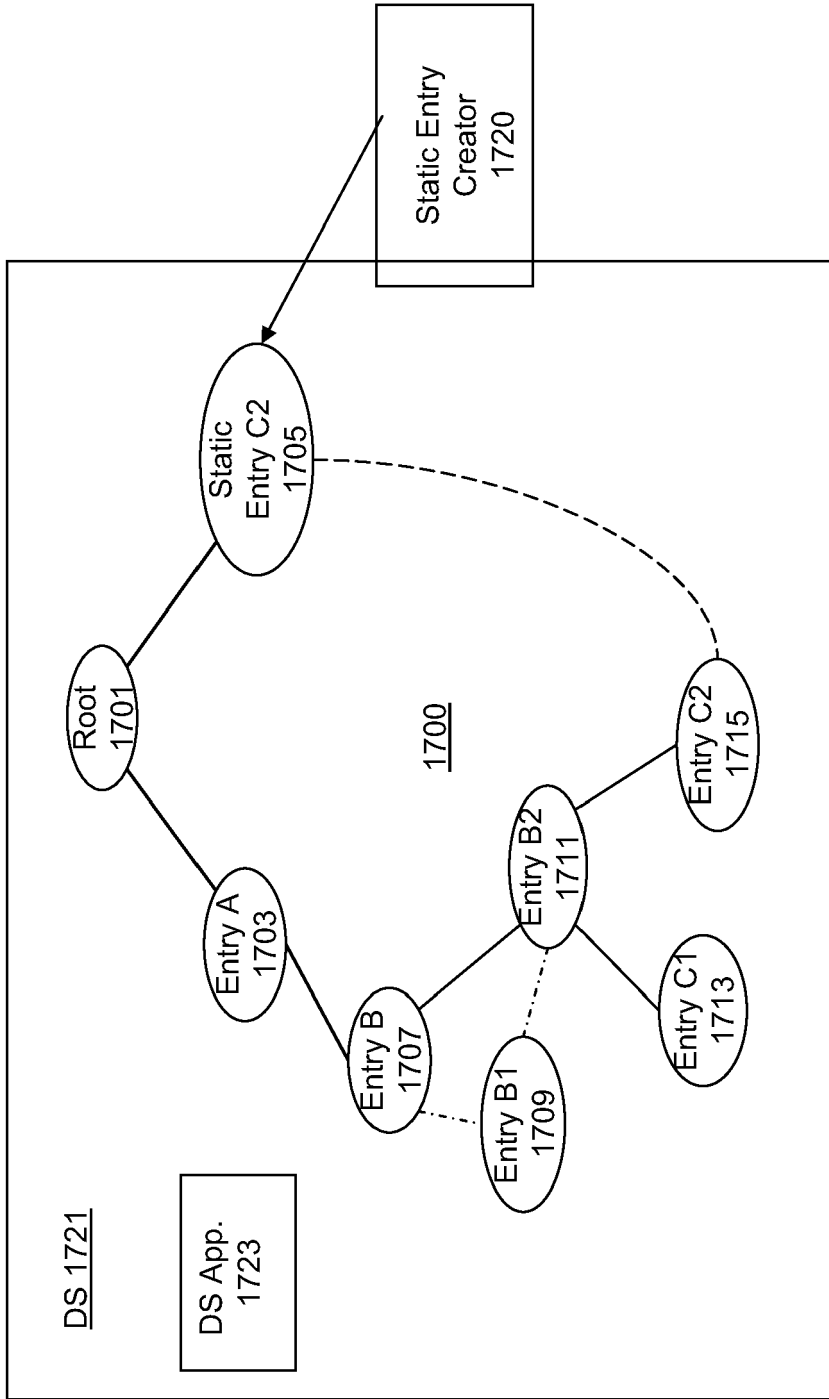 DS 1721
DS App.
1723
Root
1701
Entry A
1703
Static
Entry C2
1705
Static Entry
Creator
1720
Entry B
1707
1700
Entry B1
1709
Entry B2
1711
Entry C1
1713
Entry C2
1715